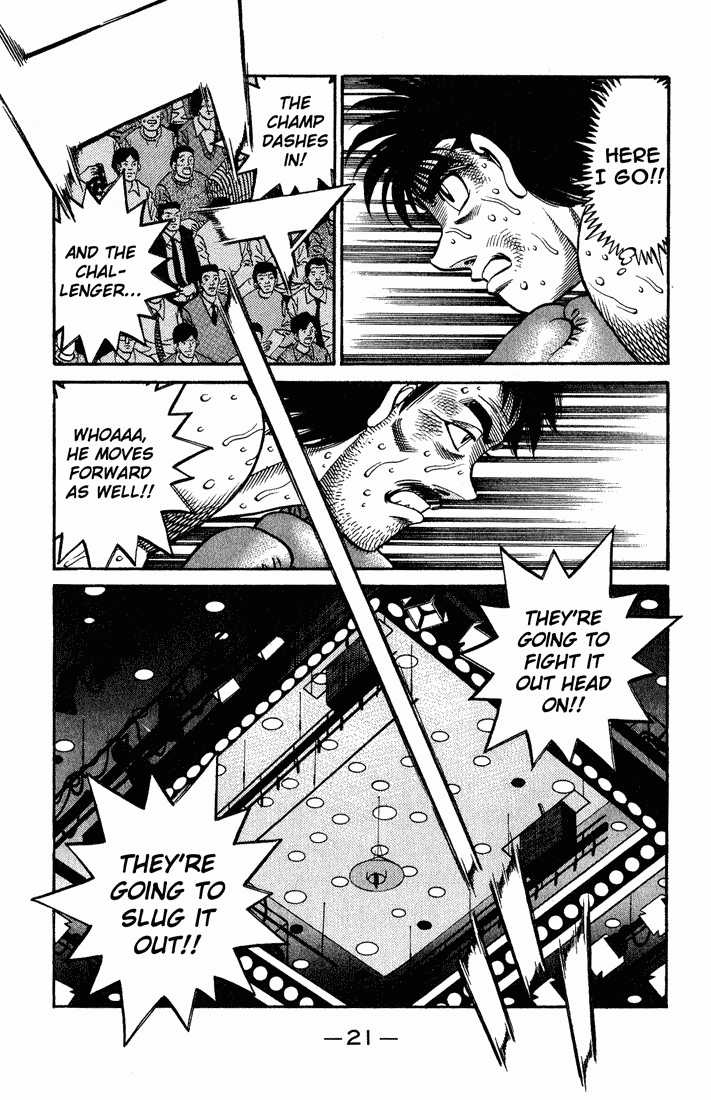 HERE
I GO!!
THE
CHAMP
DASHES
IN!
AND THE
CHAL-
LENGER...
WHOAAA,
HE MOVES
FORWARD
AS WELL!!
THEY'RE
GOING TO
FIGHT IT
OUT HEAD
ON!!
THEY'RE
GOING TO
SLUG IT
OUT!!
—21—